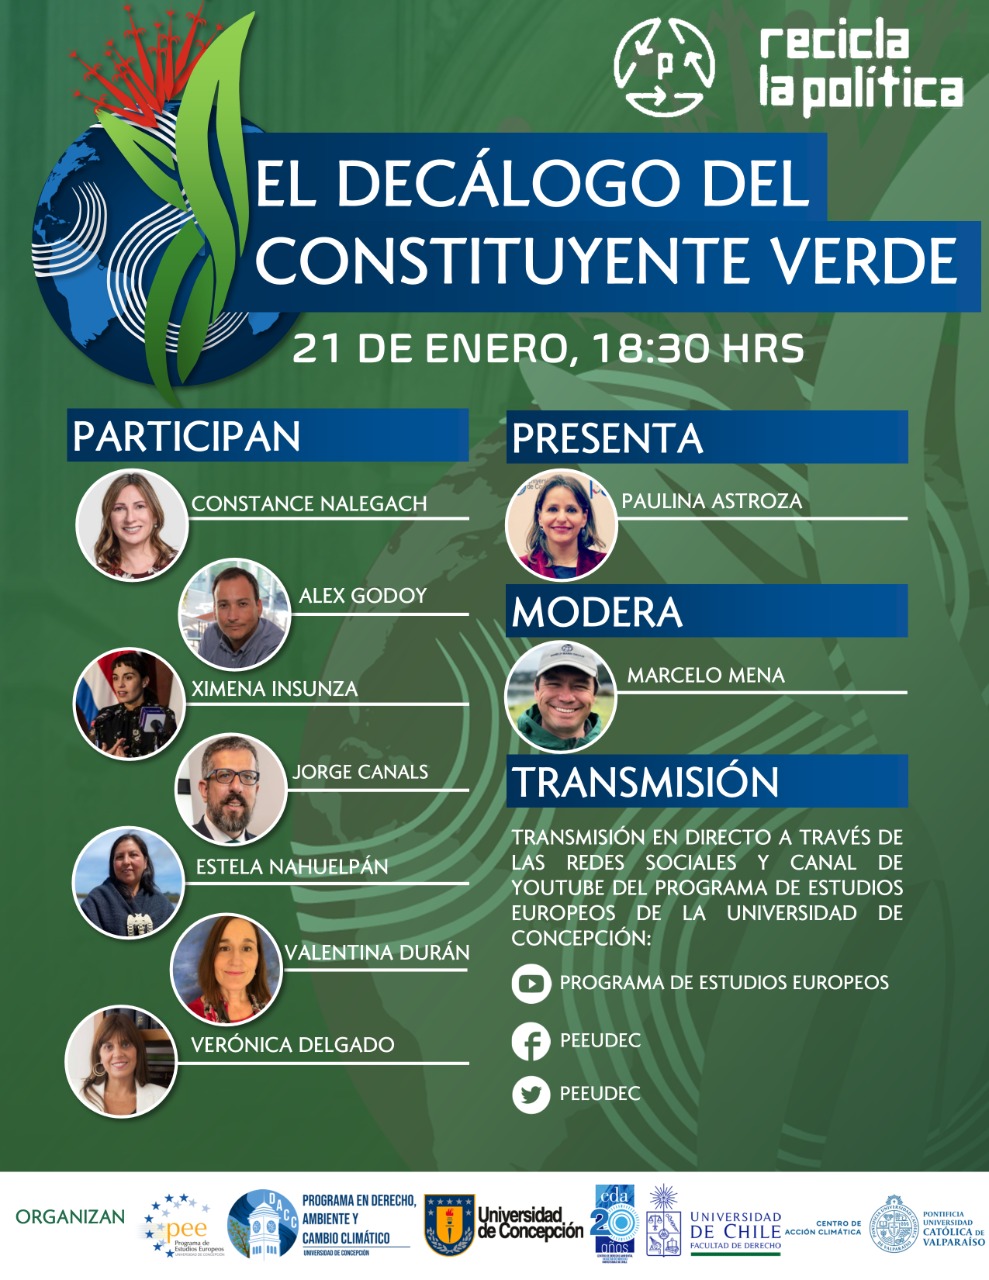 recicla
la política
p
EL DECÁLOGO DEL
CONSTITUYENTE VERDE
21 DE ENERO, 18:30 HRS
PARTICIPAN
CONSTANCE NALEGACH
ALEX GODOY
XIMENA INSUNZA
JORGE CANALS
ESTELA NAHUELPÁN
VALENTINA DURÁN
VERÓNICA DELGADO
PRESENTA
PAULINA ASTROZA
MODERA
MARCELO MENA
TRANSMISIÓN
TRANSMISIÓN EN DIRECTO A TRAVÉS DE
LAS REDES SOCIALES Y CANAL DE
YOUTUBE DEL PROGRAMA DE ESTUDIOS
EUROPEOS DE LA UNIVERSIDAD DE
CONCEPCIÓN:
PROGRAMA DE ESTUDIOS EUROPEOS
PEEUDEC
PEEUDEC
ORGANIZAN
pee
Programa de
Estudios Europeos
UNIVERSIDAD DE CONCEPCIÓN
DACC
PROGRAMA EN DERECHO,
AMBIENTE Y
CAMBIO CLIMÁTICO
UNIVERSIDAD DE CONCEPCIÓN
Universidad
de Concepción
cda
20
años
UNIVERSIDAD
DE CHILE
FACULTAD DE DERECHO
CENTRO DE
ACCIÓN CLIMÁTICA
PONTIFICIA
UNIVERSIDAD
CATÓLICA DE
VALPARAÍSO